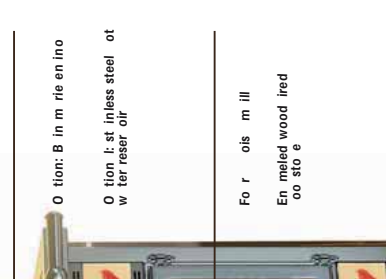 O tion: B in m rie en ino
O tion l: st inless steel ot
w ter reser oir
Fo r ois m ill
En meled wood ired
oo sto e